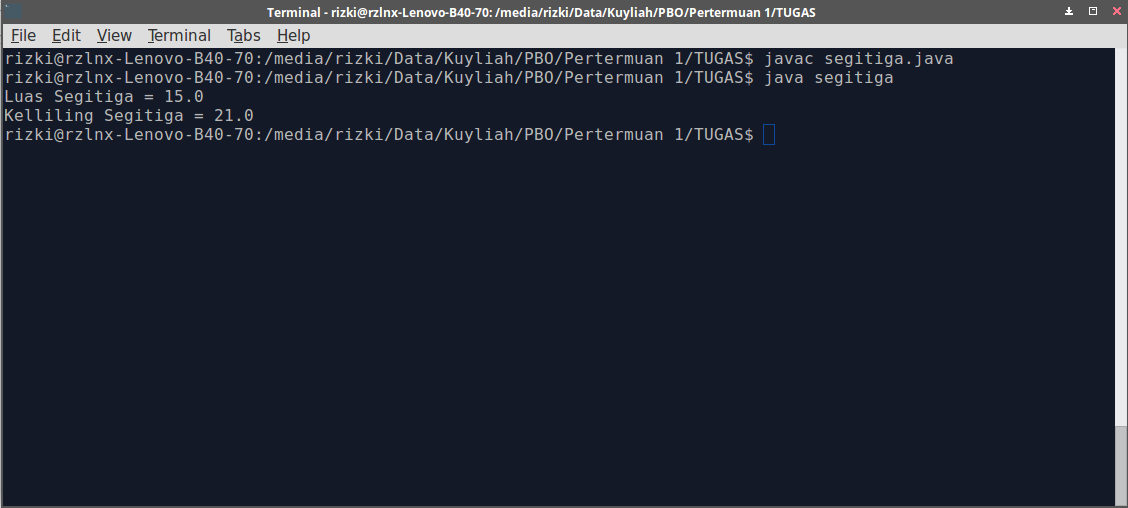 Terminal - rizki@rzlnx-Lenovo-B40-70: /media/rizki/Data/Kuyliah/PBO/Pertermuan 1/TUGAS
File Edit View Terminal Tabs Help
rizki@rzlnx-Lenovo-B40-70:/media/rizki/Data/Kuyliah/PBO/Pertermuan 1/TUGAS$ javac segitiga.java
rizki@rzlnx-Lenovo-B40-70:/media/rizki/Data/Kuyliah/PBO/Pertermuan 1/TUGAS$ java segitiga
Luas Segitiga = 15.0
Kelliling Segitiga = 21.0
rizki@rzlnx-Lenovo-B40-70:/media/rizki/Data/Kuyliah/PBO/Pertermuan 1/TUGAS$